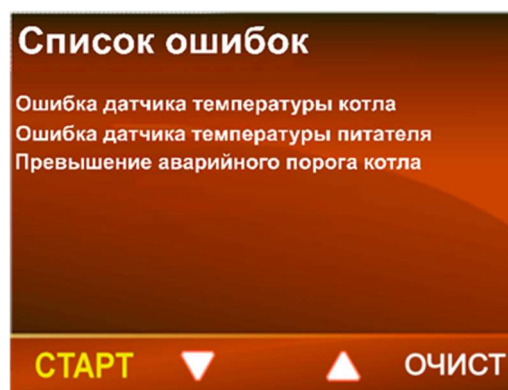 Список ошибок
Ошибка датчика температуры котла
Ошибка датчика температуры питателя
Превышение аварийного порога котла
СТАРТ ОЧИСТ